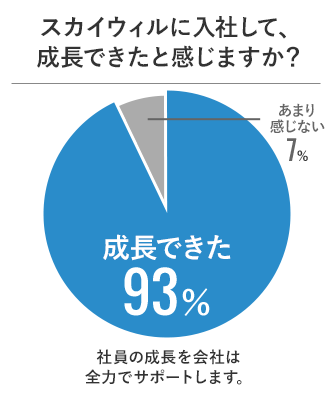 スカイウィルに入社して、
成長できたと感じますか？
あまり
感じない
7%
成長できた
93%
社員の成長を会社は
全力でサポートします。